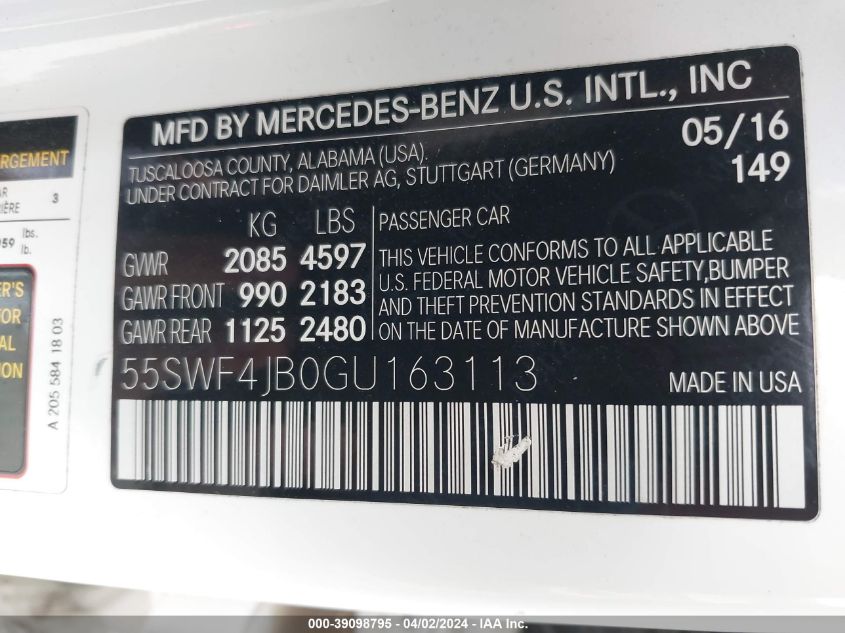 MFD BY MERCEDES-BENZ U.S. INTL., INC
TUSCALOOSA COUNTY, ALABAMA (USA).
UNDER CONTRACT FOR DAIMLER AG, STUTTGART (GERMANY)
05/16
149
KG LBS
GVWR 2085 4597
GAWR FRONT 990 2183
GAWR REAR 1125 2480
PASSENGER CAR
THIS VEHICLE CONFORMS TO ALL APPLICABLE
U.S. FEDERAL MOTOR VEHICLE SAFETY,BUMPER
AND THEFT PREVENTION STANDARDS IN EFFECT
ON THE DATE OF MANUFACTURE SHOWN ABOVE
55SWF4JB0GU163113
MADE IN USA
3
lbs.
lb.
A 205 584 18 03
000-39098795 - 04/02/2024 - IAA Inc.